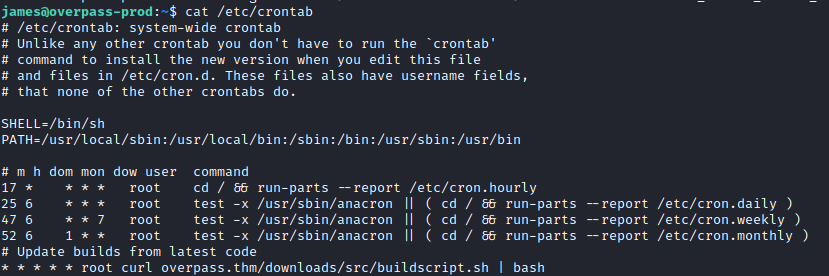 james@overpass-prod:~$ cat /etc/crontab
# /etc/crontab: system-wide crontab
# Unlike any other crontab you don't have to run the `crontab'
# command to install the new version when you edit this file
# and files in /etc/cron.d. These files also have username fields,
# that none of the other crontabs do.

SHELL=/bin/sh
PATH=/usr/local/sbin:/usr/local/bin:/sbin:/bin:/usr/sbin:/usr/bin

# m h dom mon dow user  command
17 *    * * *   root    cd / && run-parts --report /etc/cron.hourly
25 6    * * *   root    test -x /usr/sbin/anacron || ( cd / && run-parts --report /etc/cron.daily )
47 6    * * 7   root    test -x /usr/sbin/anacron || ( cd / && run-parts --report /etc/cron.weekly )
52 6    1 * *   root    test -x /usr/sbin/anacron || ( cd / && run-parts --report /etc/cron.monthly )
# Update builds from latest code
* * * * * root curl overpass.thm/downloads/src/buildscript.sh | bash